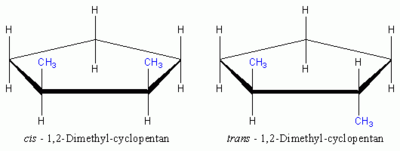 H
H H
CH₃ CH₃
H
H H
H H
cis - 1,2-Dimethyl-cyclopentan
H
H H
CH₃ H
H
H H
H
CH₃
trans - 1,2-Dimethyl-cyclopentan